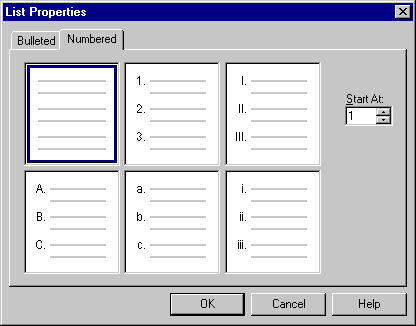 List Properties
Bulleted Numbered
1. I.
2. II.
3. III.
Start At:
1
A. a. i.
B. b. ii.
C. c. iii.
OK Cancel Help